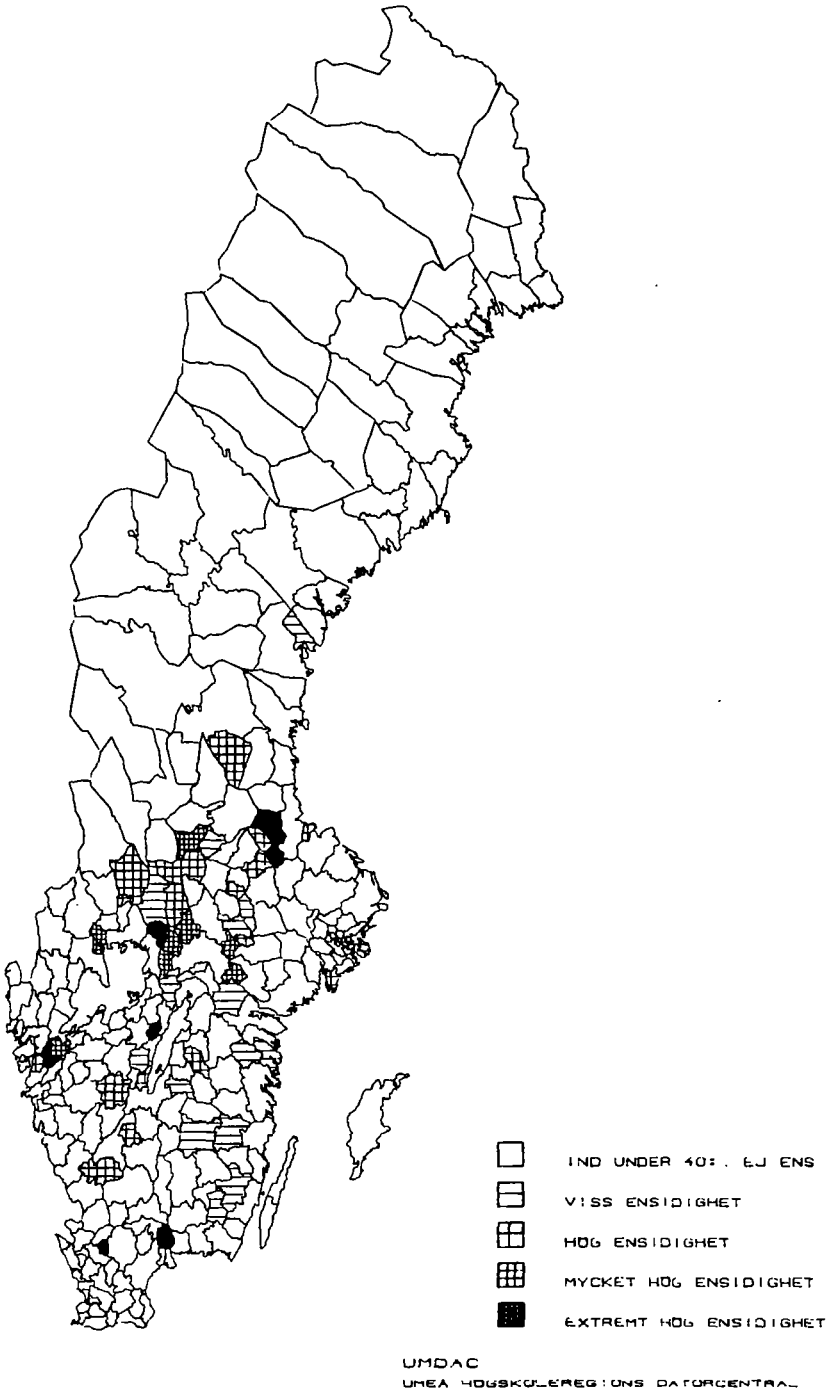 IND UNDER 40%. EJ ENS
VISS ENSIDIGHET
HÖG ENSIDIGHET
MYCKET HÖG ENSIDIGHET
EXTREMT HÖG ENSIDIGHET
UMDAC
UMEÅ HÖGSKOLEREGIONS DATORCENTRAL